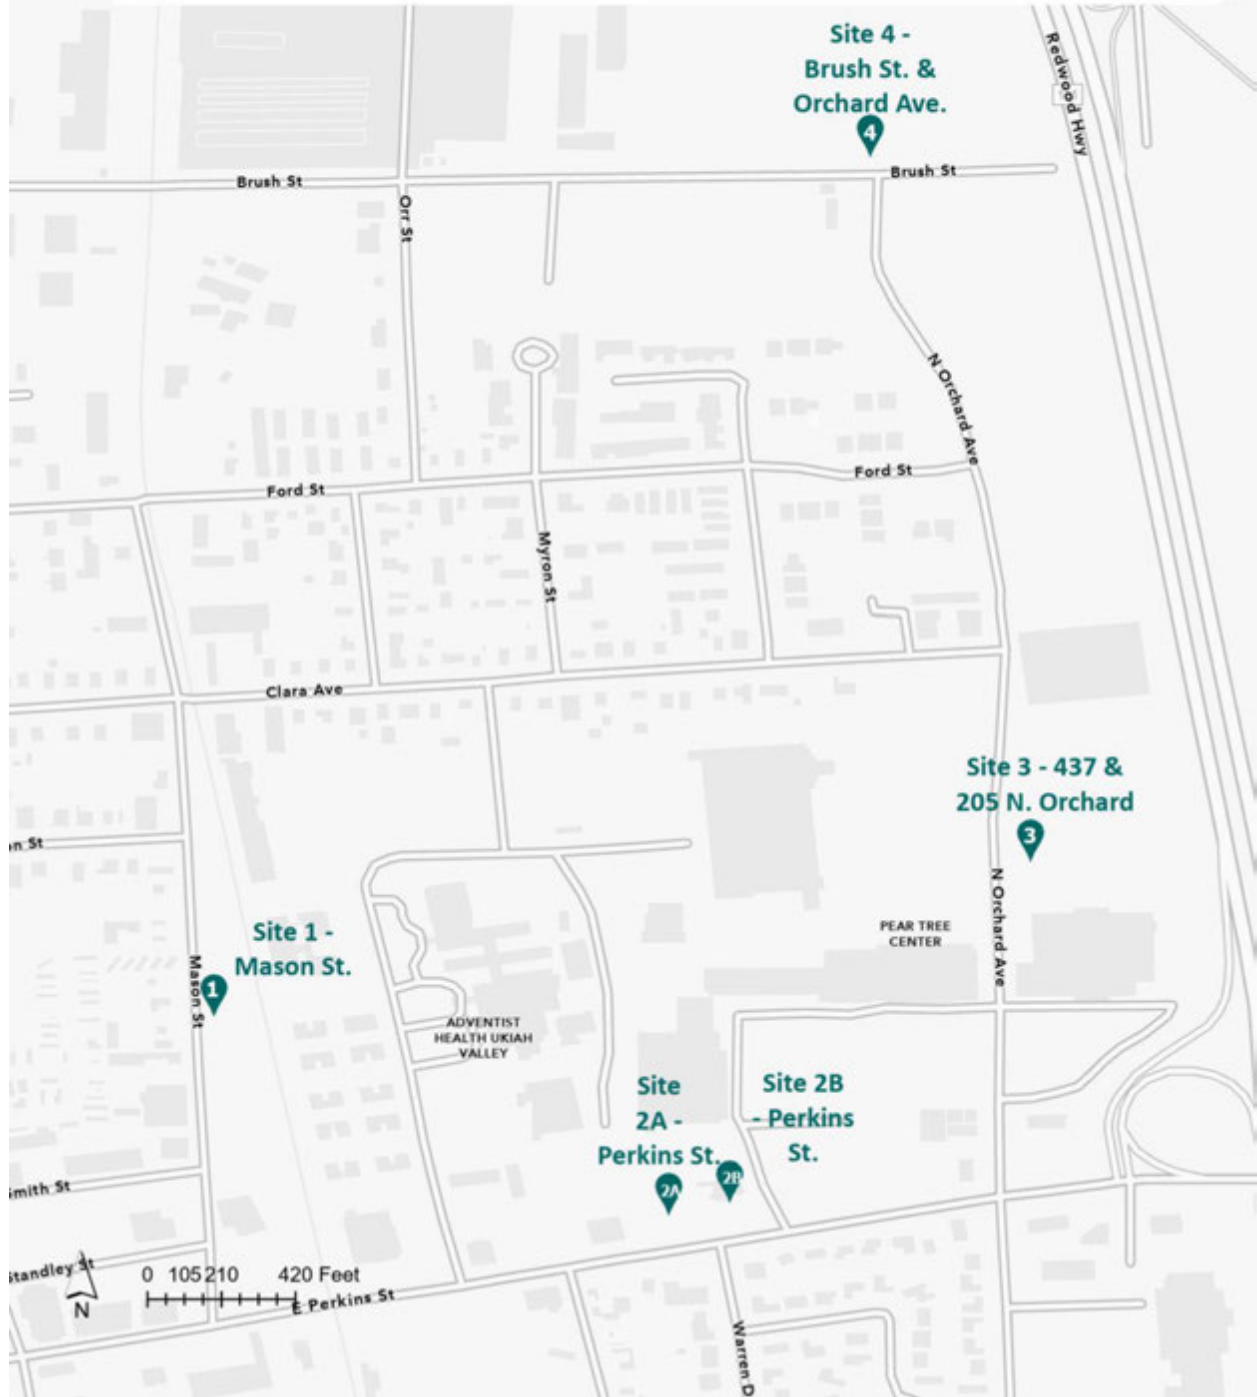 Site 4 -
Brush St. &
Orchard Ave.
4
Redwood Hwy
Brush St
Brush St
Orr St
N Orchard Ave
Ford St
Ford St
Myron St
Clara Ave
Site 3 - 437 &
205 N. Orchard
3
n St
N Orchard Ave
PEAR TREE
CENTER
Site 1 -
Mason St.
1
Mason St
ADVENTIST
HEALTH UKIAH
VALLEY
Site
2A -
Perkins St.
2A
Site 2B
- Perkins
St.
2B
mith St
tandley St
N
0 105 210 420 Feet
E Perkins St
Warren D